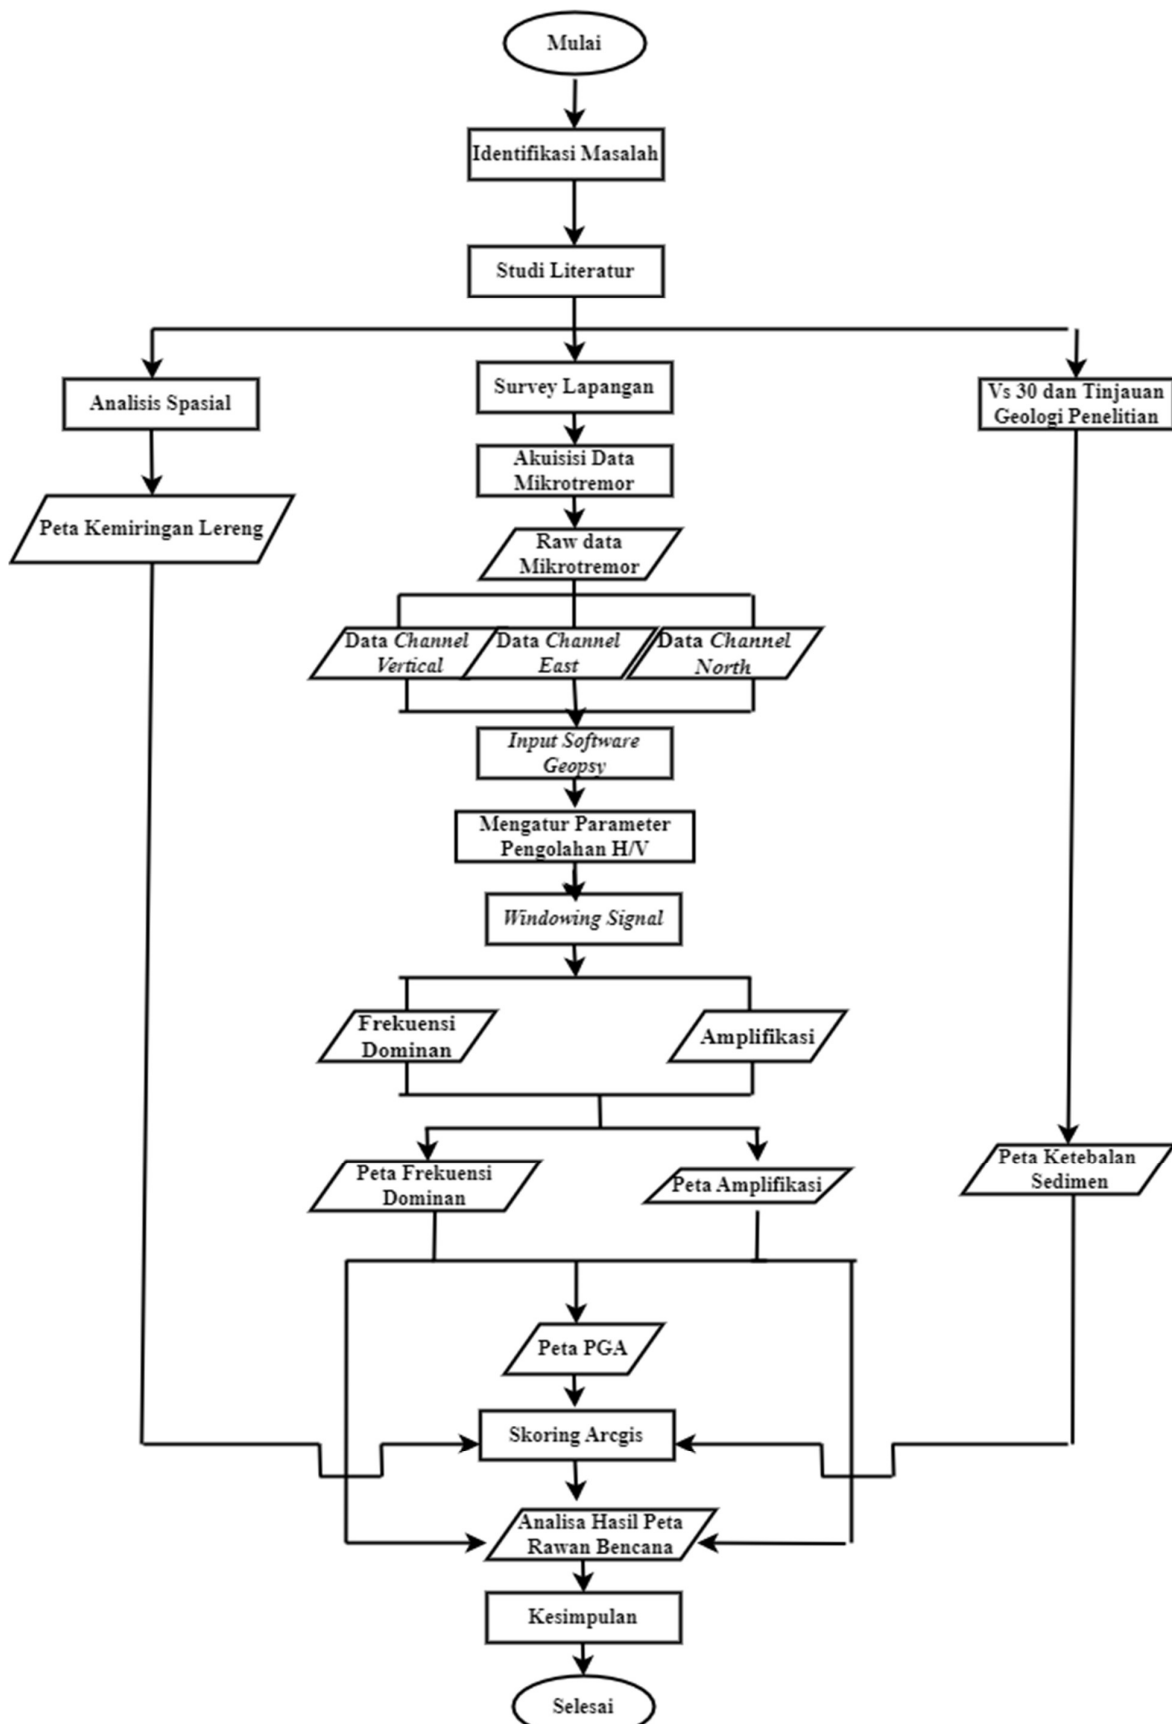 Mulai
Identifikasi Masalah
Studi Literatur
Analisis Spasial
Survey Lapangan
Vs 30 dan Tinjauan
Geologi Penelitian
Akuisisi Data
Mikrotremor
Peta Kemiringan Lereng
Raw data
Mikrotremor
Data Channel
Vertical
Data Channel
East
Data Channel
North
Input Software
Geopsy
Mengatur Parameter
Pengolahan H/V
Windowing Signal
Frekuensi
Dominan
Amplifikasi
Peta Frekuensi
Dominan
Peta Amplifikasi
Peta Ketebalan
Sedimen
Peta PGA
Skoring Arcgis
Analisa Hasil Peta
Rawan Bencana
Kesimpulan
Selesai